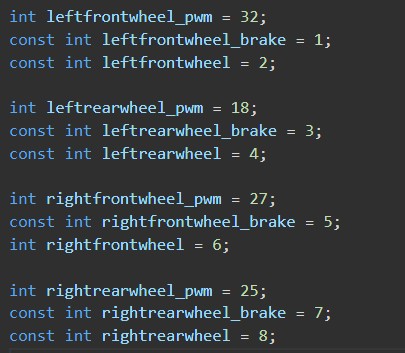 int leftfrontwheel_pwm = 32;
const int leftfrontwheel_brake = 1;
const int leftfrontwheel = 2;
int leftrearwheel_pwm = 18;
const int leftrearwheel_brake = 3;
const int leftrearwheel = 4;
int rightfrontwheel_pwm = 27;
const int rightfrontwheel_brake = 5;
int rightfrontwheel = 6;
int rightrearwheel_pwm = 25;
const int rightrearwheel_brake = 7;
const int rightrearwheel = 8;